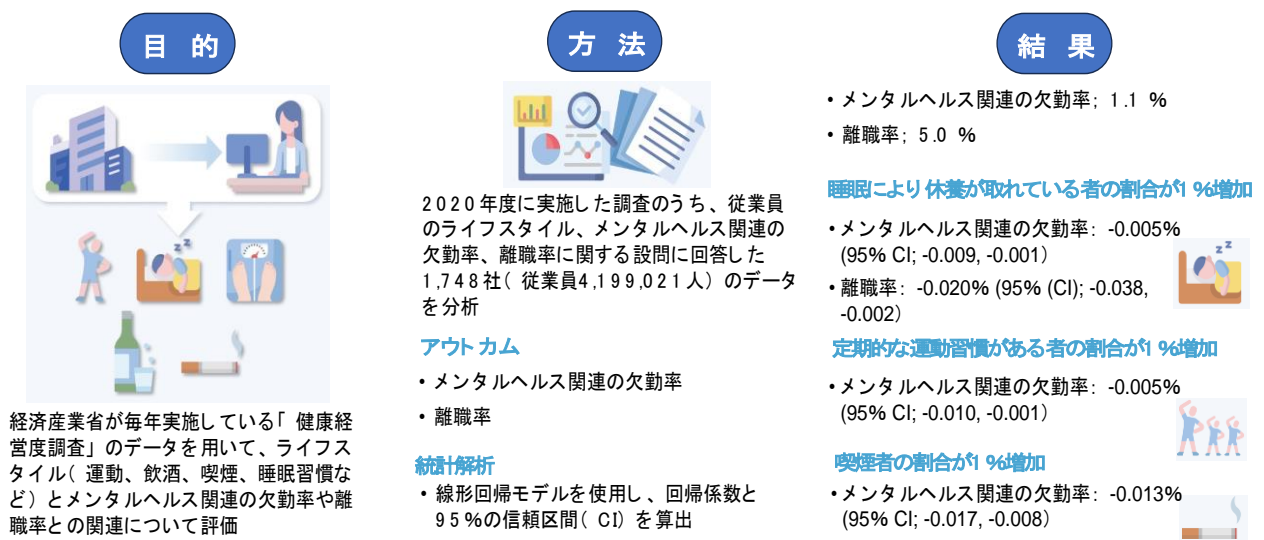 目 的
経済産業省が毎年実施している「健康経
営度調査」のデータを用いて、ライフス
タイル(運動、飲酒、喫煙、睡眠習慣な
ど)とメンタルヘルス関連の欠勤率や離
職率との関連について評価
方 法
2020年度に実施した調査のうち、従業員
のライフスタイル、メンタルヘルス関連の
欠勤率、離職率に関する設問に回答した
1,748社(従業員4,199,021人)のデータ
を分析
アウトカム
・メンタルヘルス関連の欠勤率
・離職率
統計解析
・線形回帰モデルを使用し、回帰係数と
95%の信頼区間(CI)を算出
結 果
・メンタルヘルス関連の欠勤率; 1.1 %
・離職率; 5.0 %
睡眠により休養が取れている者の割合が1%増加
・メンタルヘルス関連の欠勤率: -0.005%
(95% CI; -0.009, -0.001)
・離職率: -0.020% (95% (CI); -0.038,
-0.002)
z z z
定期的な運動習慣がある者の割合が1%増加
・メンタルヘルス関連の欠勤率: -0.005%
(95% CI; -0.010, -0.001)
喫煙者の割合が1%増加
・メンタルヘルス関連の欠勤率: -0.013%
(95% CI; -0.017, -0.008)